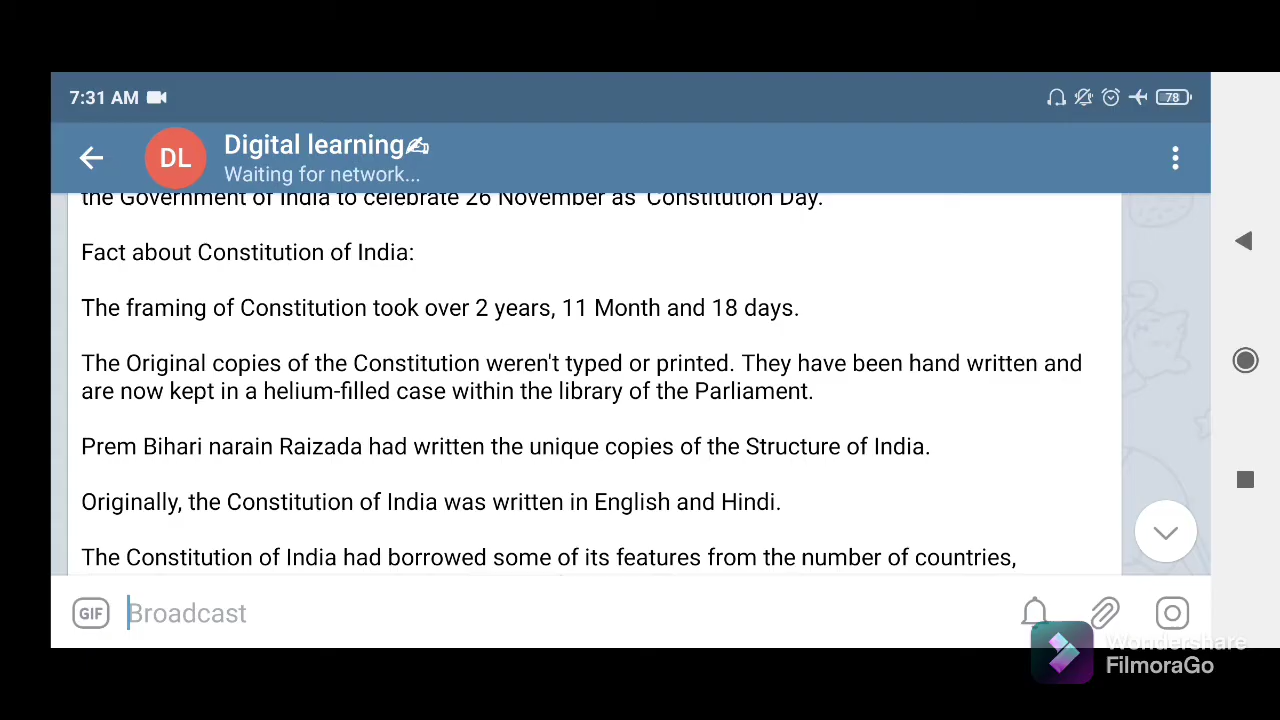 7:31 AM
78
DL
Digital learning✍
Waiting for network...
the Government of India to celebrate 26 November as 'Constitution Day.
Fact about Constitution of India:
The framing of Constitution took over 2 years, 11 Month and 18 days.
The Original copies of the Constitution weren't typed or printed. They have been hand written and
are now kept in a helium-filled case within the library of the Parliament.
Prem Bihari narain Raizada had written the unique copies of the Structure of India.
Originally, the Constitution of India was written in English and Hindi.
The Constitution of India had borrowed some of its features from the number of countries,
GIF
Broadcast
Wondershare
FilmoraGo